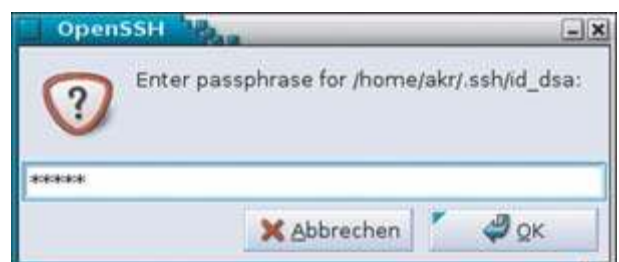 OpenSSH
Enter passphrase for /home/akr/.ssh/id_dsa:
*****
Abbrechen
OK